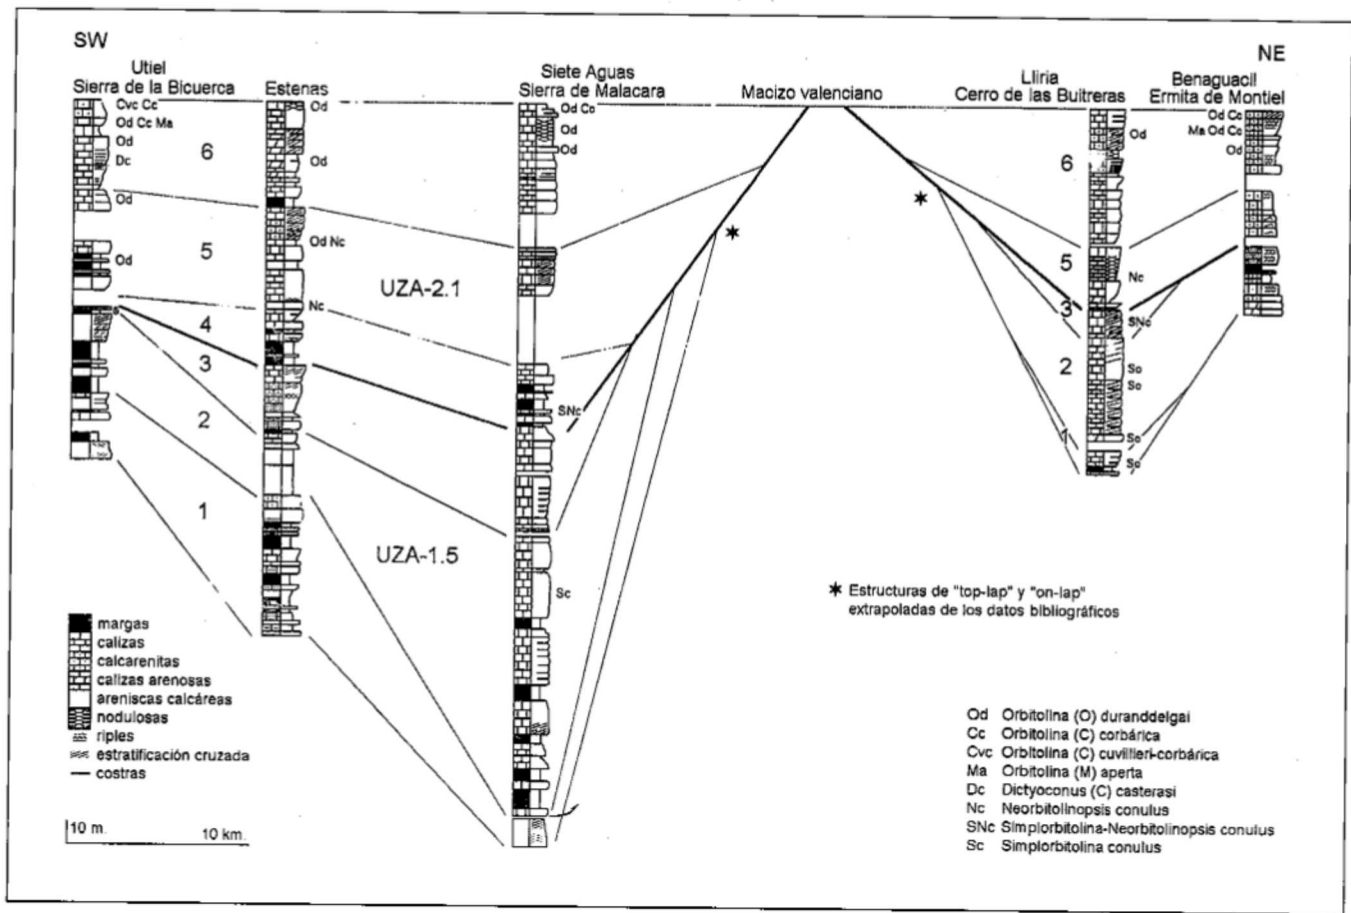 SW
NE
Utiel
Sierra de la Bicuerca
Estenas
Siete Aguas
Sierra de Malacara
Macizo valenciano
Lliria
Cerro de las Buitreras
Benaguacil
Ermita de Montiel
Cvc Cc
Od Cc Ma
Od
Dc
Od
Od
6
5
4
3
2
1
Od
Od
Od Nc
Nc
UZA-2.1
UZA-1.5
Od Cc
Od
Od
SNc
Sc
6
5
3
2
1
Od
Nc
SNc
Sc
Sc
Sc
Sc
Od Cc
Ma Od Cc
Od
* Estructuras de "top-lap" y "on-lap"
extrapoladas de los datos bibliográficos
margas
calizas
calcarenitas
calizas arenosas
areniscas calcáreas
nodulosas
riples
estratificación cruzada
costras
10 m.
10 km.
Od Orbitolina (O) duranddelgai
Cc Orbitolina (C) corbárica
Cvc Orbitolina (C) cuvillieri-corbárica
Ma Orbitolina (M) aperta
Dc Dictyoconus (C) casterasi
Nc Neorbitolinopsis conulus
SNc Simplorbitolina-Neorbitolinopsis conulus
Sc Simplorbitolina conulus